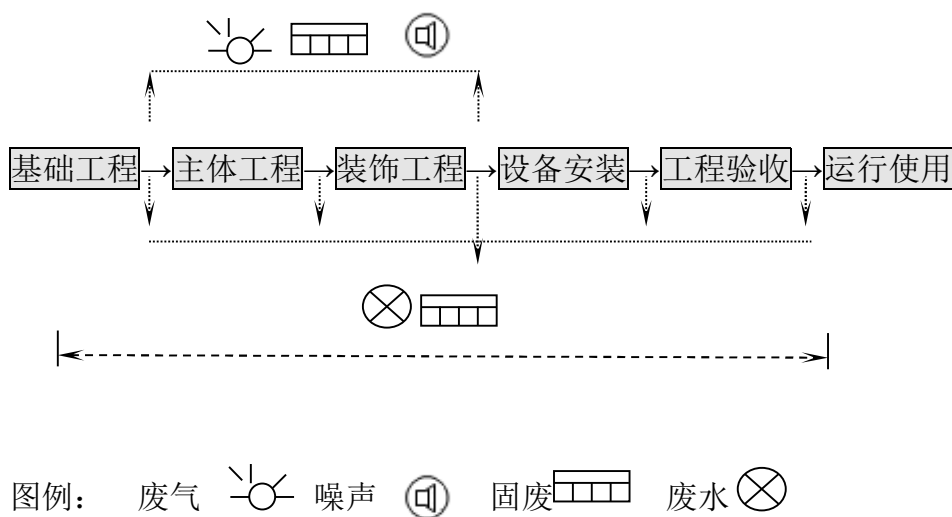 基础工程 主体工程 装饰工程 设备安装 工程验收 运行使用
图例： 废气 噪声 固废 废水